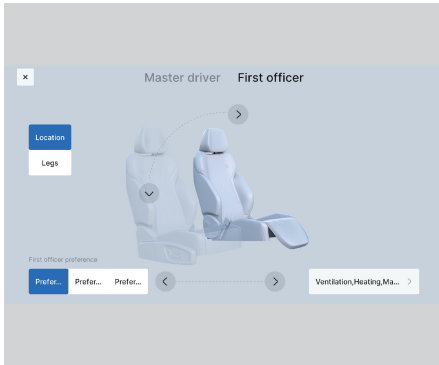 Master driver First officer
Location
Legs
First officer preference
Prefer... Prefer... Prefer...
Ventilation,Heating,Ma...